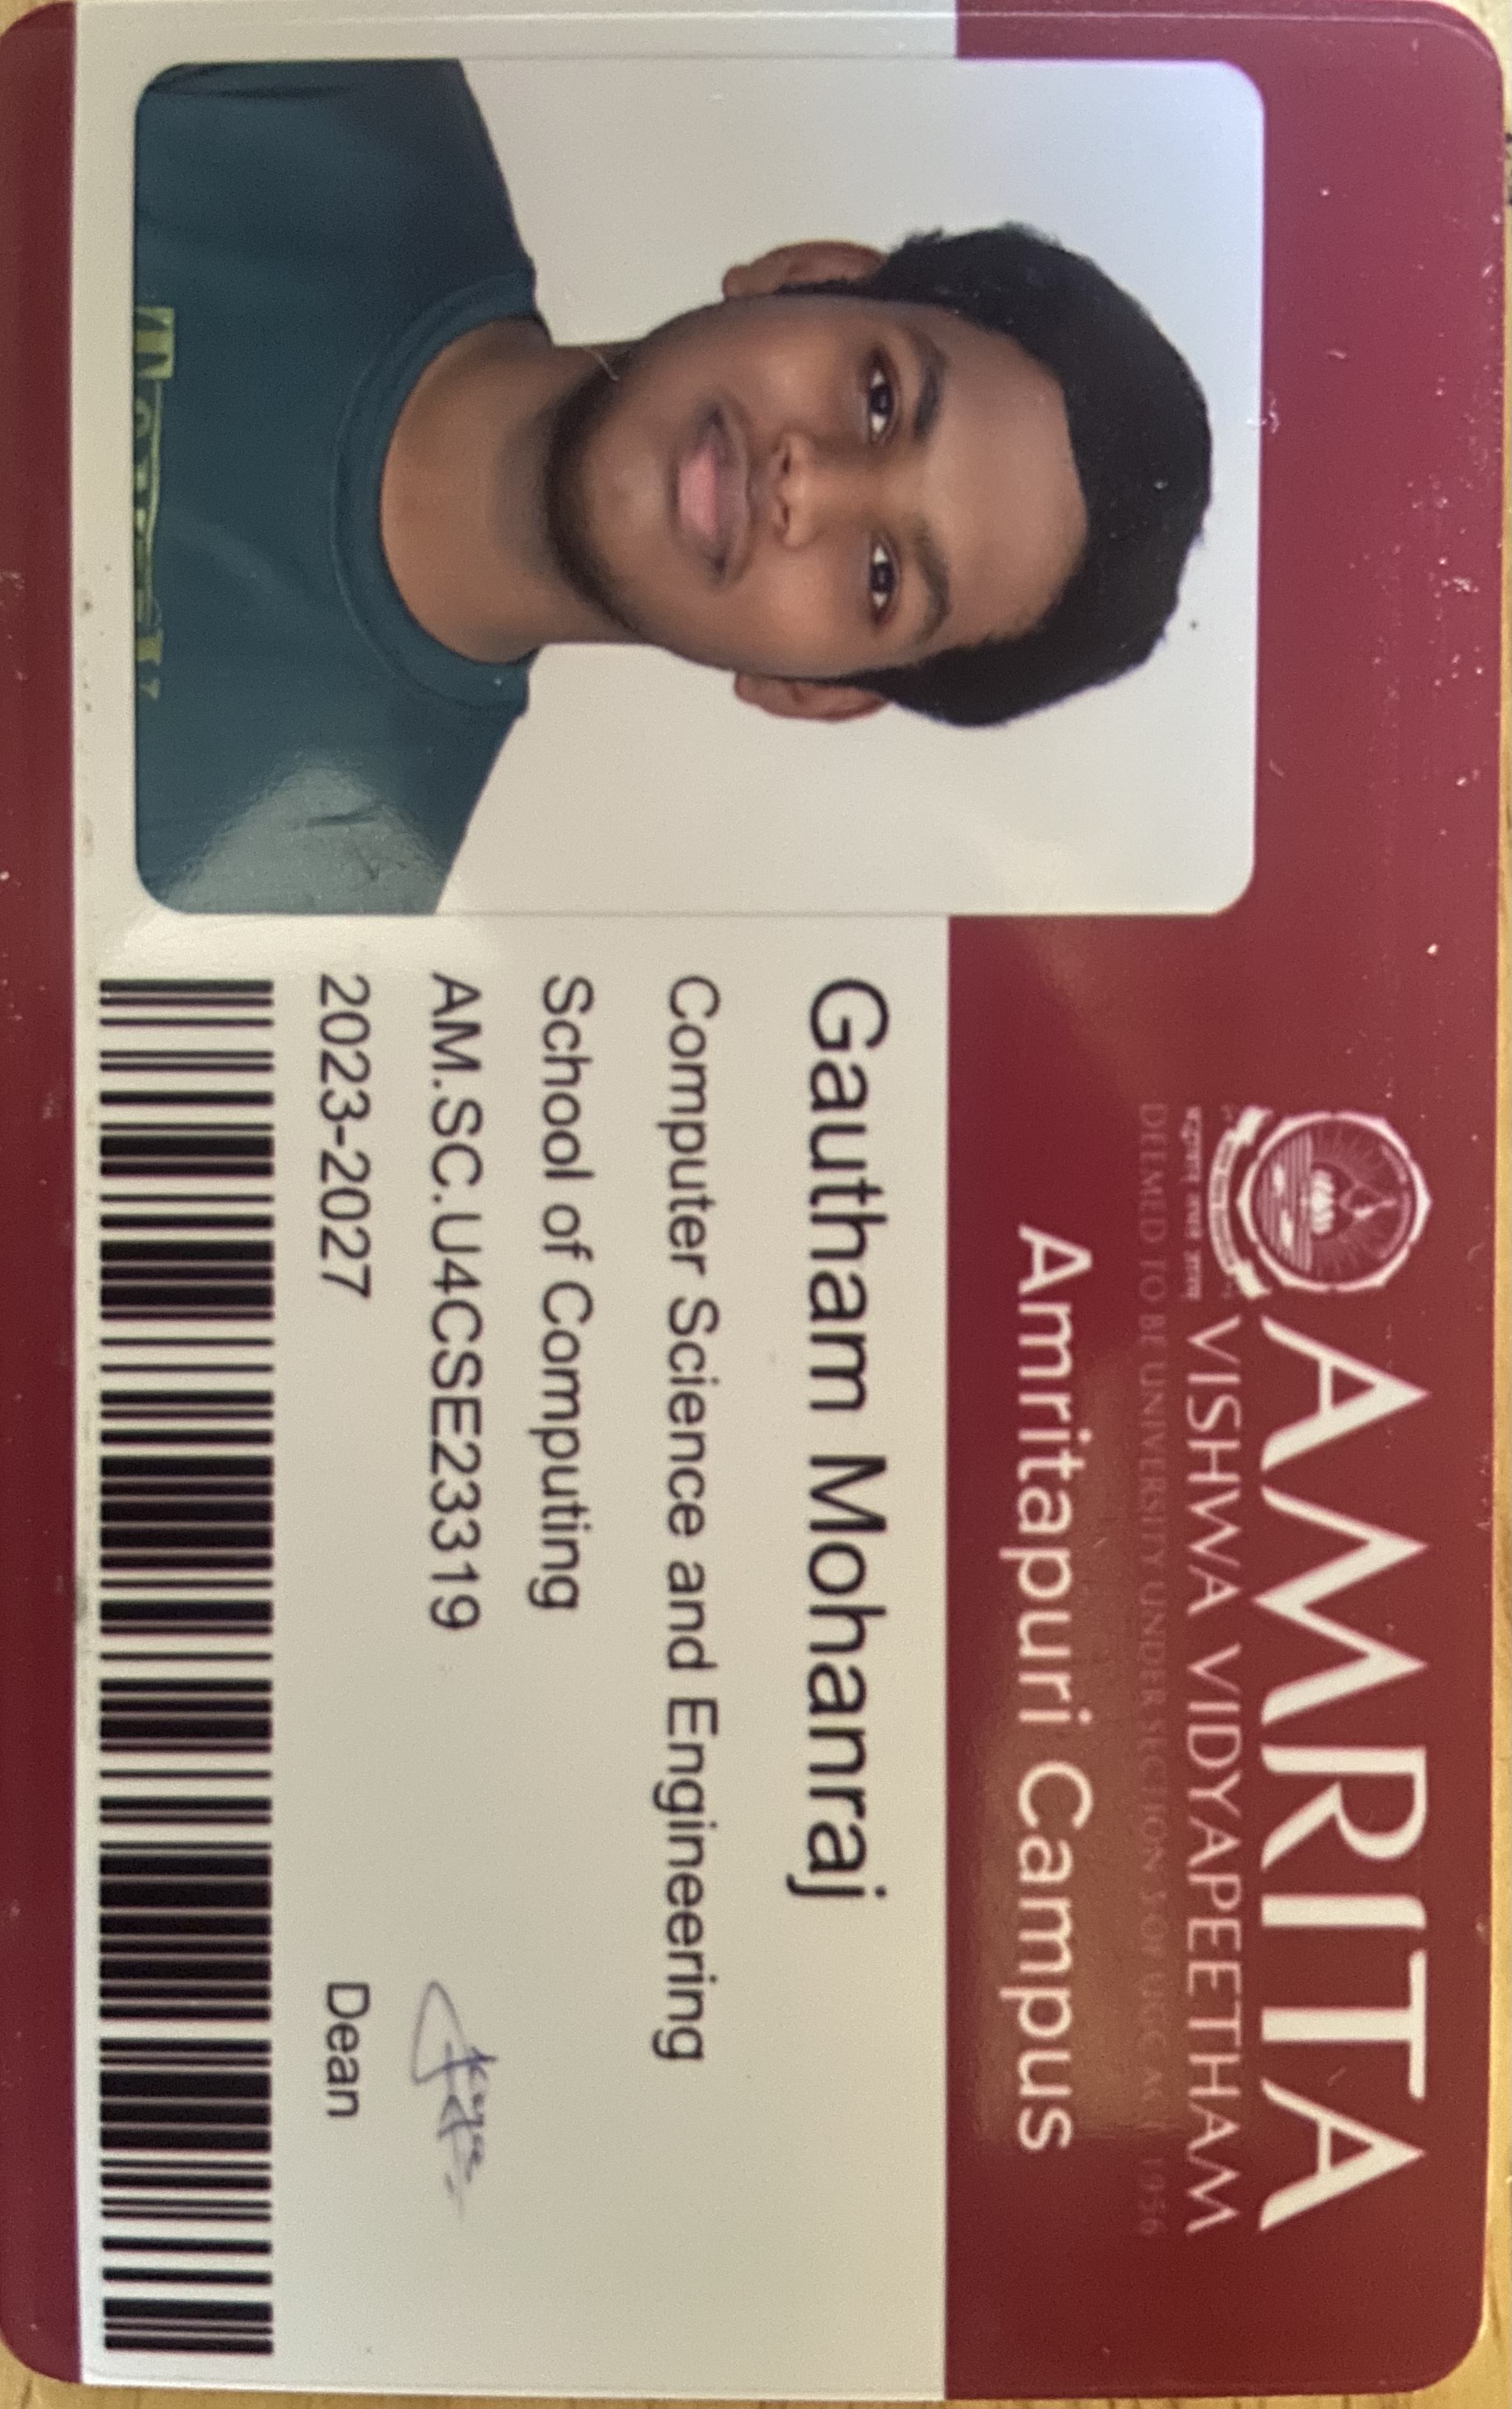 AMRITA
VISHWA VIDYAPEETHAM
DEEMED TO BE UNIVERSITY UNDER SECTION 3 OF UGC ACT 1956
Amritapuri Campus
Gautham Mohanraj
Computer Science and Engineering
School of Computing
AM.SC.U4CSE23319
2023-2027
Dean